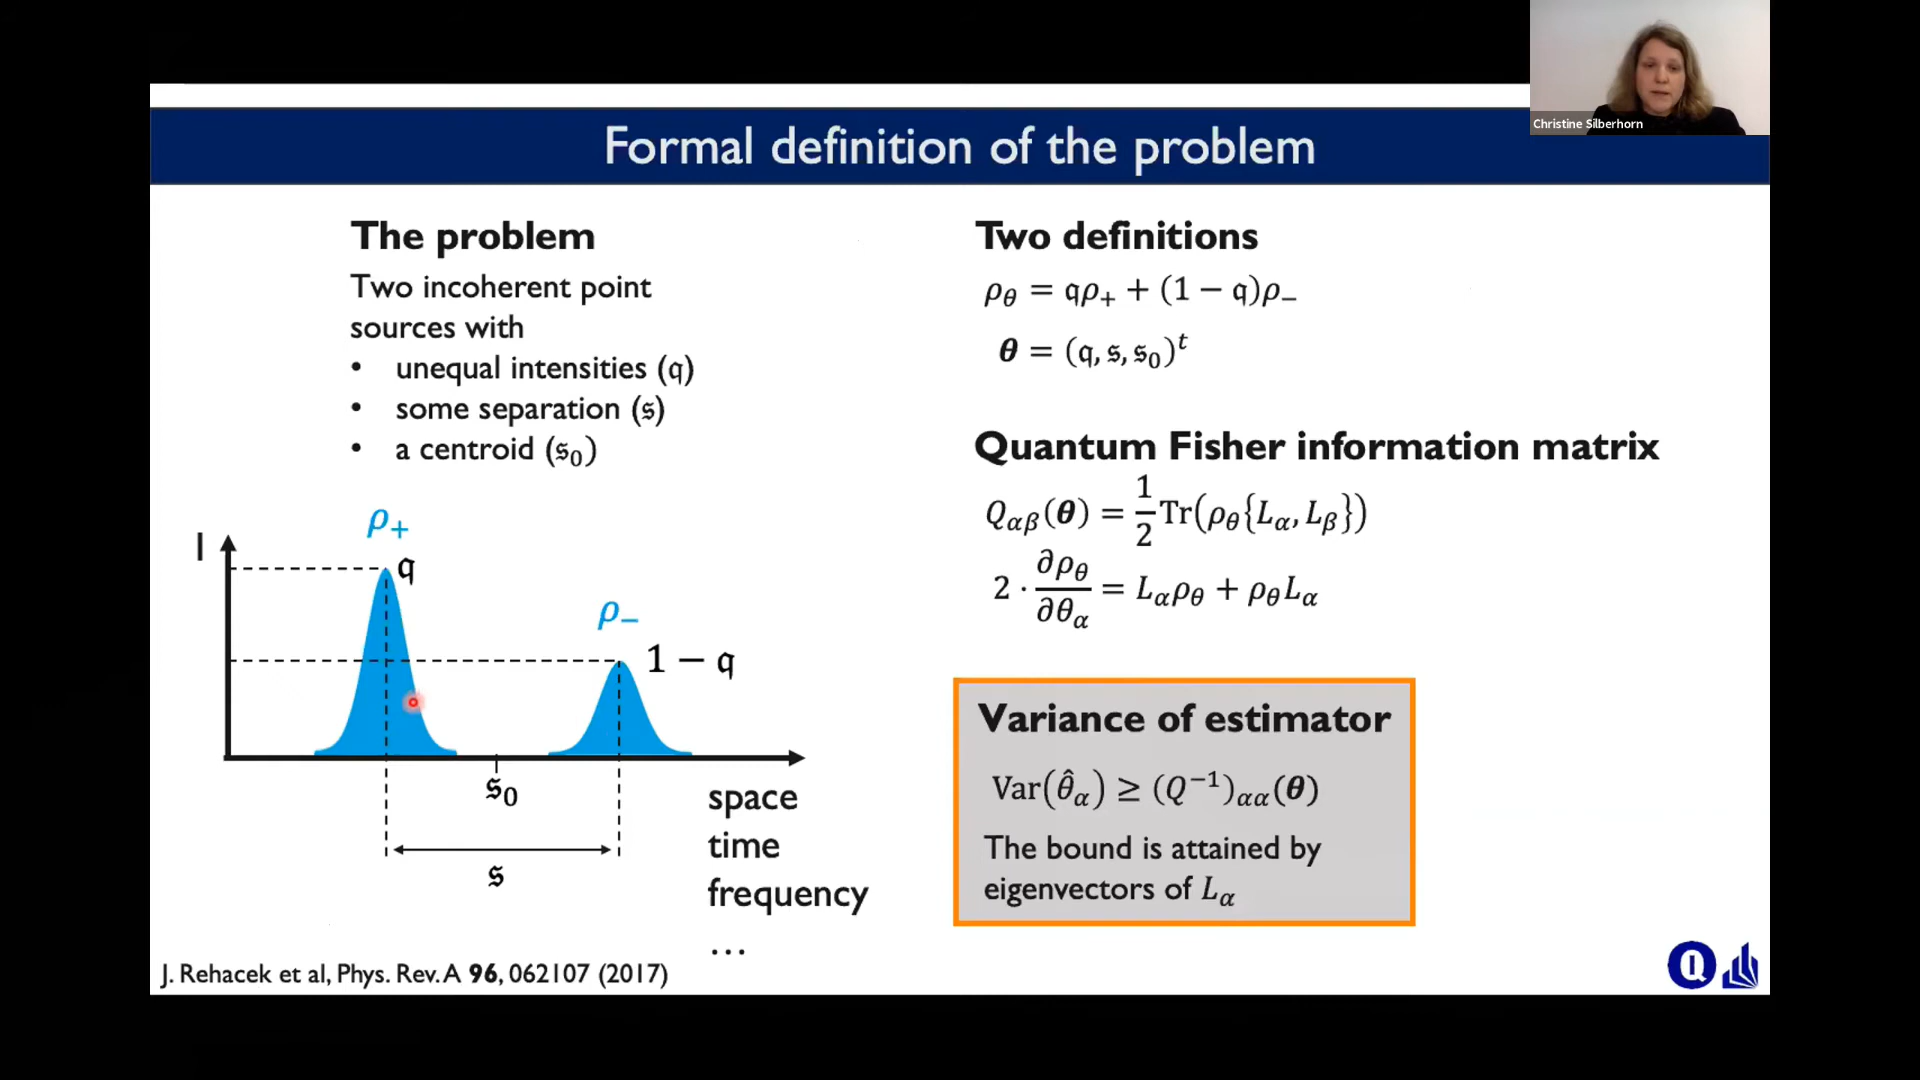 Christine Silberhorn
Formal definition of the problem
The problem
Two incoherent point
sources with
• unequal intensities (𝔮)
• some separation (𝔰)
• a centroid (𝔰₀)
I
ρ₊
𝔮
ρ₋
1 − 𝔮
𝔰₀
𝔰
space
time
frequency
…
J. Rehacek et al, Phys. Rev. A 96, 062107 (2017)
Two definitions
ρ_θ = 𝔮ρ₊ + (1 − 𝔮)ρ₋
θ = (𝔮, 𝔰, 𝔰₀)ᵗ
Quantum Fisher information matrix
Q_αβ(θ) = 1/2 Tr(ρ_θ{L_α, L_β})
2 · ∂ρ_θ/∂θ_α = L_αρ_θ + ρ_θL_α
Variance of estimator
Var(θ̂_α) ≥ (Q⁻¹)_αα(θ)
The bound is attained by
eigenvectors of L_α
Q